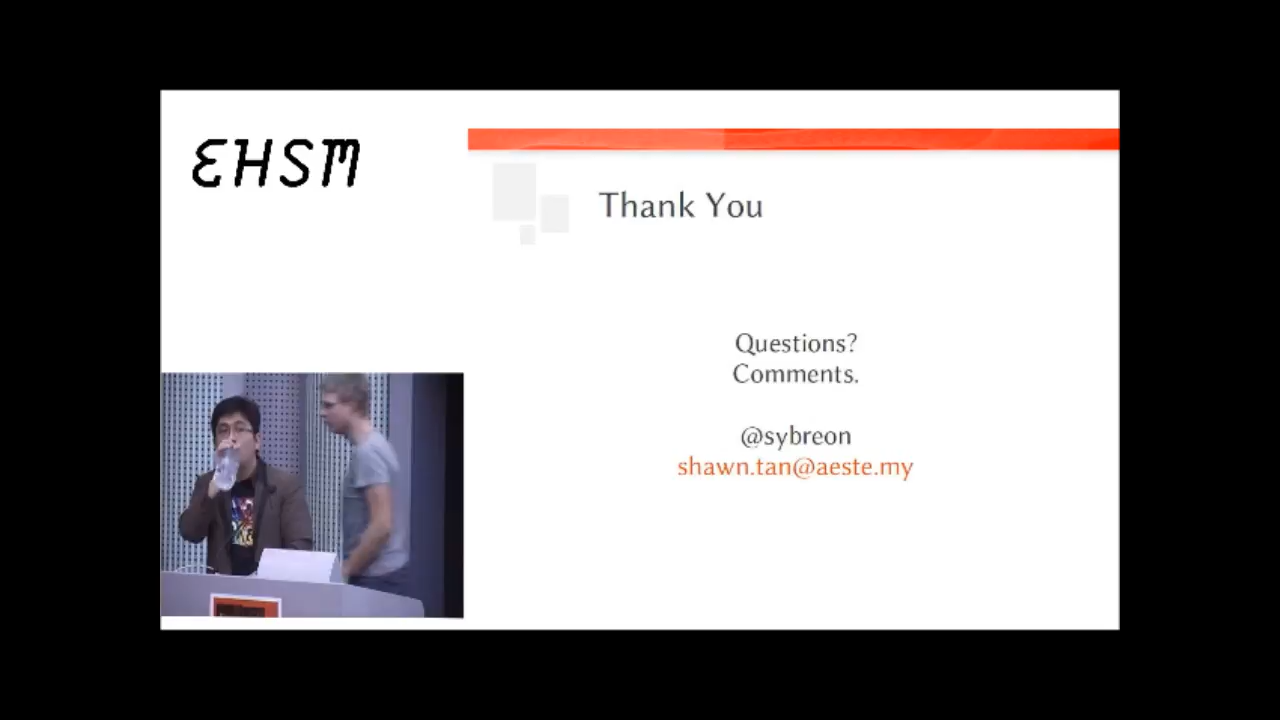 EHSM
Thank You
Questions?
Comments.
@sybreon
shawn.tan@aeste.my